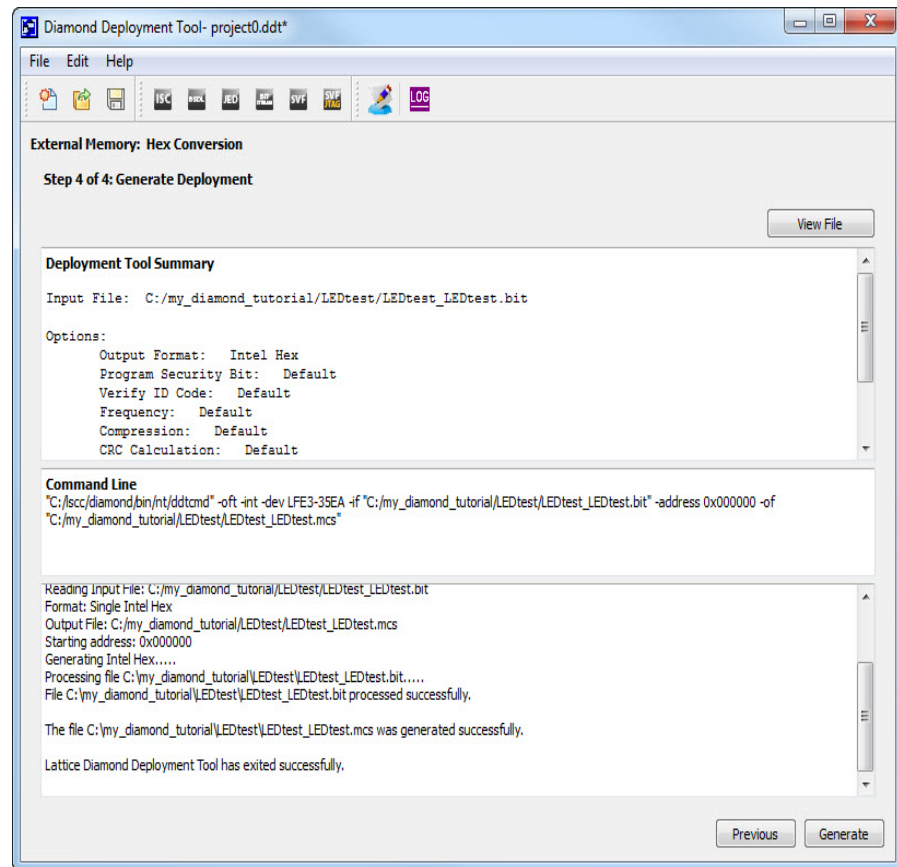 Diamond Deployment Tool- project0.ddt*
File Edit Help
ISC BSDL JED BIT STREAM SVF SVF JTAG LOG
External Memory: Hex Conversion
Step 4 of 4: Generate Deployment
View File
Deployment Tool Summary
Input File: C:/my_diamond_tutorial/LEDtest/LEDtest_LEDtest.bit
Options:
Output Format: Intel Hex
Program Security Bit: Default
Verify ID Code: Default
Frequency: Default
Compression: Default
CRC Calculation: Default
Command Line
"C:/lscc/diamond/bin/nt/ddtcmd" -oft -int -dev LFE3-35EA -if "C:/my_diamond_tutorial/LEDtest/LEDtest_LEDtest.bit" -address 0x000000 -of
"C:/my_diamond_tutorial/LEDtest/LEDtest_LEDtest.mcs"
Reading Input File: C:/my_diamond_tutorial/LEDtest/LEDtest_LEDtest.bit
Format: Single Intel Hex
Output File: C:/my_diamond_tutorial/LEDtest/LEDtest_LEDtest.mcs
Starting address: 0x000000
Generating Intel Hex.....
Processing file C:\my_diamond_tutorial\LEDtest\LEDtest_LEDtest.bit.....
File C:\my_diamond_tutorial\LEDtest\LEDtest_LEDtest.bit processed successfully.
The file C:\my_diamond_tutorial\LEDtest\LEDtest_LEDtest.mcs was generated successfully.
Lattice Diamond Deployment Tool has exited successfully.
Previous Generate